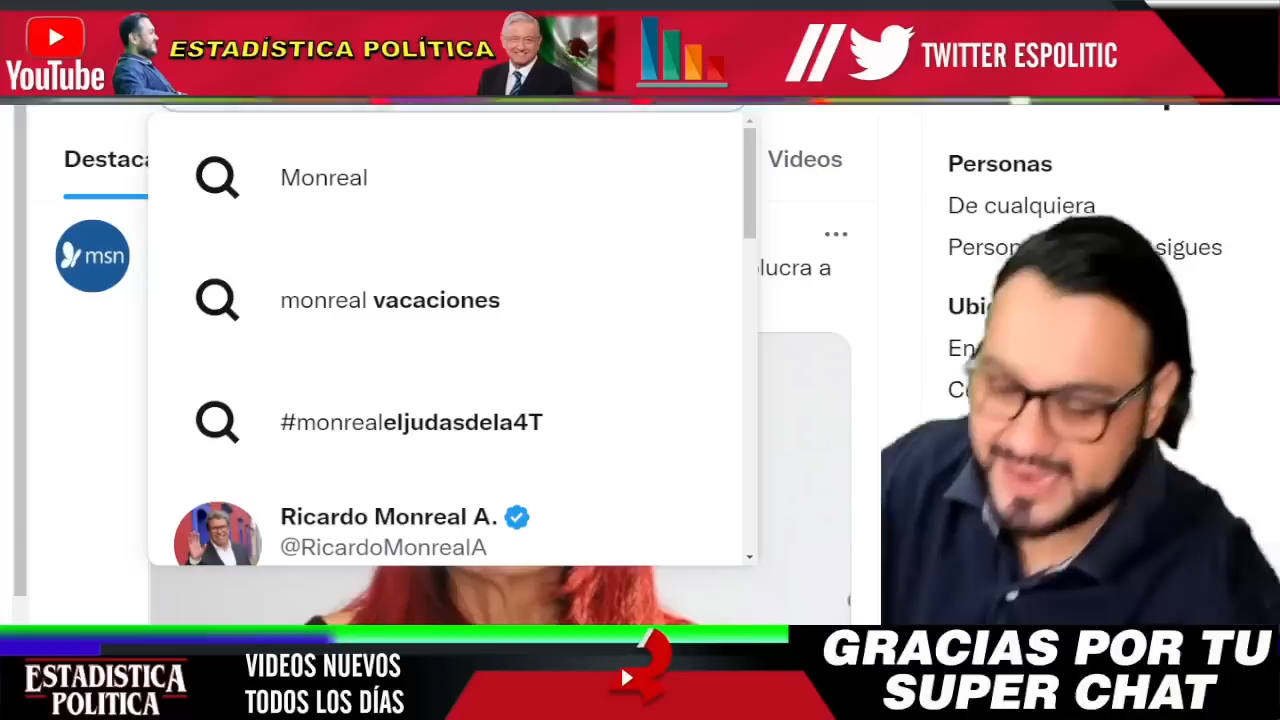 YouTube
ESTADÍSTICA POLÍTICA
TWITTER ESPOLITIC
Destaca
Videos
msn
lucra a
Monreal
monreal vacaciones
#monrealeljudasdela4T
Ricardo Monreal A.
@RicardoMonrealA
Personas
De cualquiera
Person sigues
Ubi
En
ESTADISTICA
POLÍTICA
VIDEOS NUEVOS
TODOS LOS DÍAS
GRACIAS POR TU
SUPER CHAT